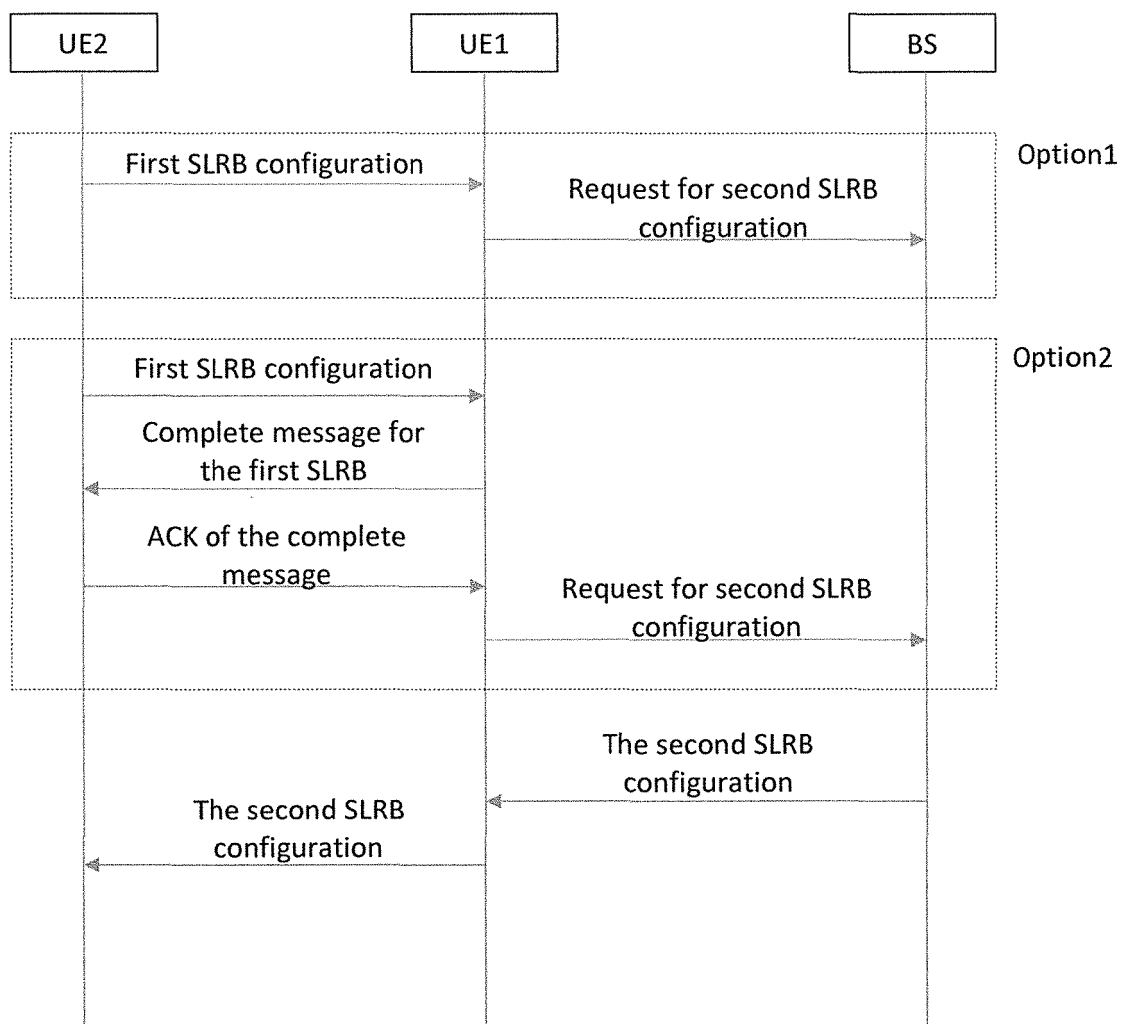 UE2
UE1
BS
Option1
First SLRB configuration
Request for second SLRB
configuration
Option2
First SLRB configuration
Complete message for
the first SLRB
ACK of the complete
message
Request for second SLRB
configuration
The second SLRB
configuration
The second SLRB
configuration